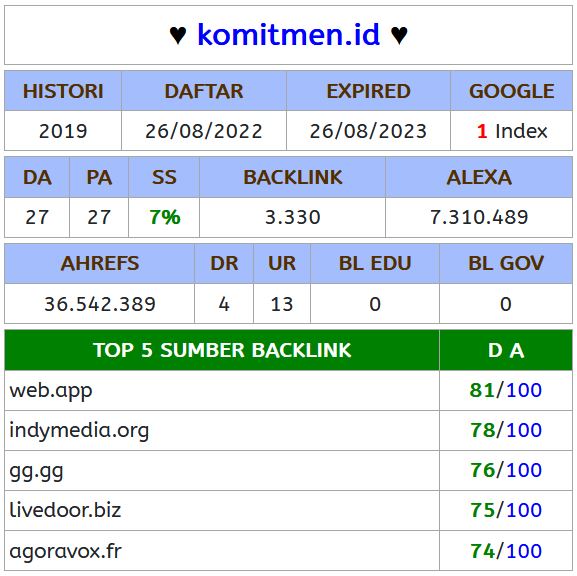 ♥ komitmen.id ♥
HISTORI DAFTAR EXPIRED GOOGLE
2019 26/08/2022 26/08/2023 1 Index
DA PA SS BACKLINK ALEXA
27 27 7% 3.330 7.310.489
AHREFS DR UR BL EDU BL GOV
36.542.389 4 13 0 0
TOP 5 SUMBER BACKLINK D A
web.app 81/100
indymedia.org 78/100
gg.gg 76/100
livedoor.biz 75/100
agoravox.fr 74/100